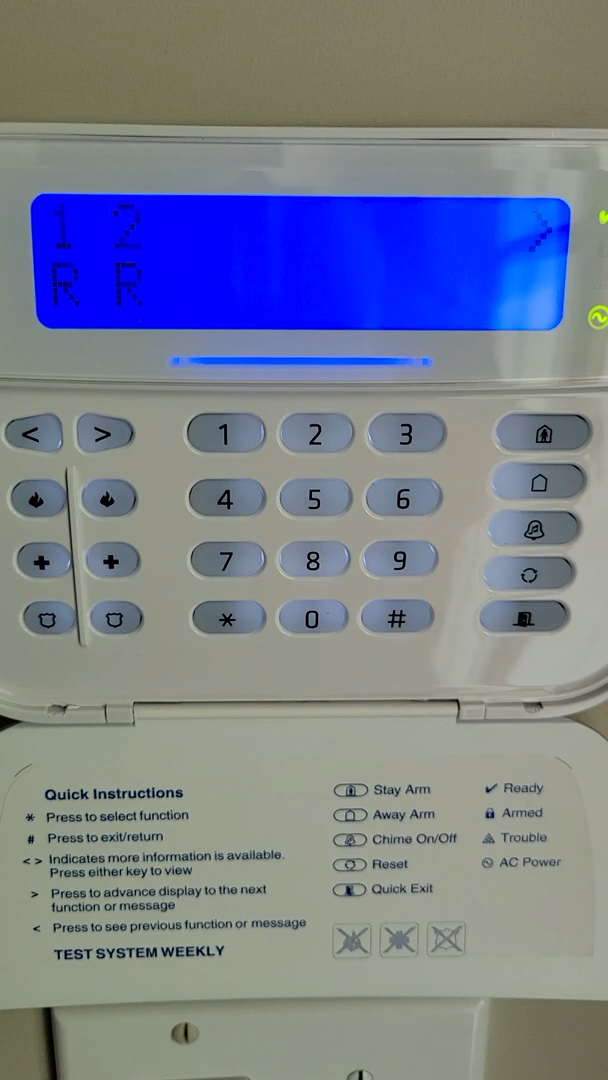 1 2 >
R R
< > 1 2 3
4 5 6
7 8 9
* 0 #
Quick Instructions
* Press to select function
# Press to exit/return
< > Indicates more information is available.
Press either key to view
> Press to advance display to the next
function or message
< Press to see previous function or message
TEST SYSTEM WEEKLY
Stay Arm
Away Arm
Chime On/Off
Reset
Quick Exit
Ready
Armed
Trouble
AC Power